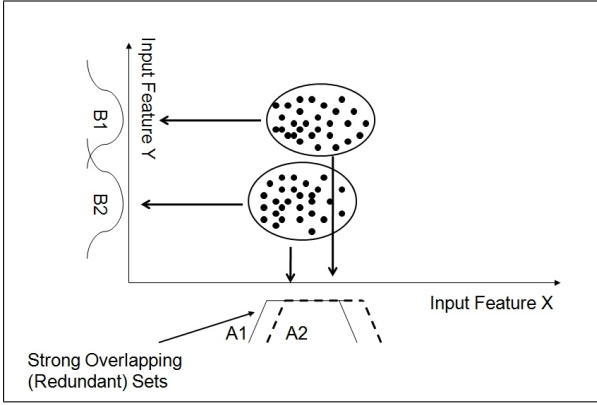 Input Feature Y
B1
B2
Input Feature X
A1
A2
Strong Overlapping
(Redundant) Sets